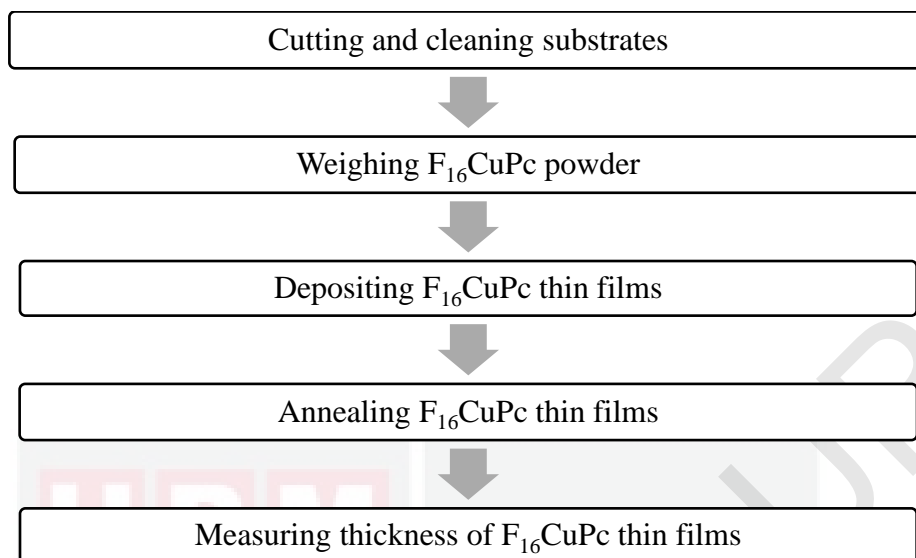 Cutting and cleaning substrates
Weighing F₁₆CuPc powder
Depositing F₁₆CuPc thin films
Annealing F₁₆CuPc thin films
Measuring thickness of F₁₆CuPc thin films